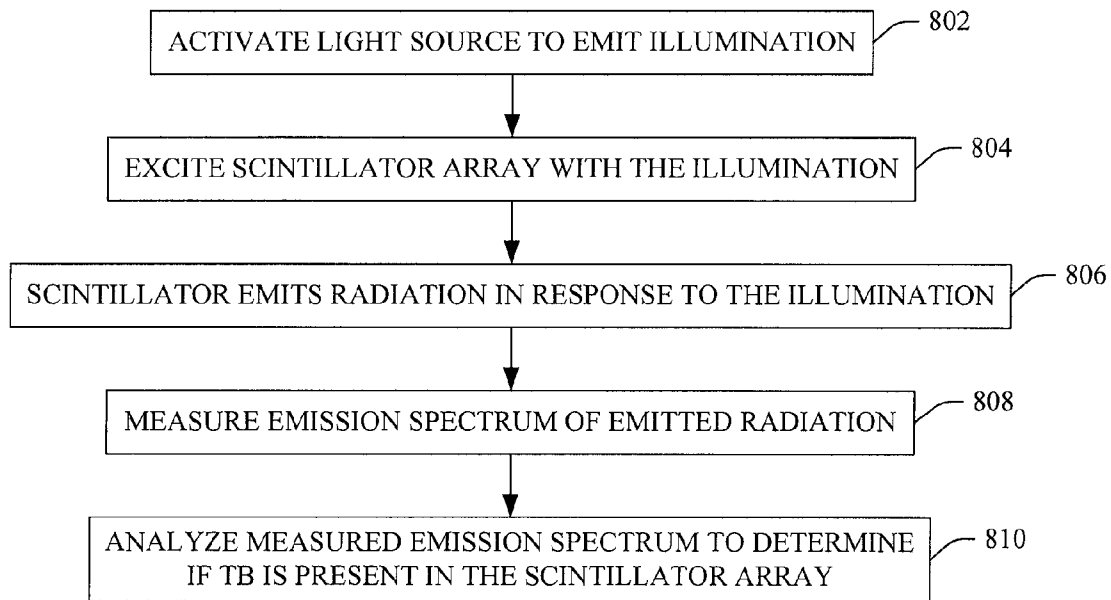 ACTIVATE LIGHT SOURCE TO EMIT ILLUMINATION
802
EXCITE SCINTILLATOR ARRAY WITH THE ILLUMINATION
804
SCINTILLATOR EMITS RADIATION IN RESPONSE TO THE ILLUMINATION
806
MEASURE EMISSION SPECTRUM OF EMITTED RADIATION
808
ANALYZE MEASURED EMISSION SPECTRUM TO DETERMINE
IF TB IS PRESENT IN THE SCINTILLATOR ARRAY
810